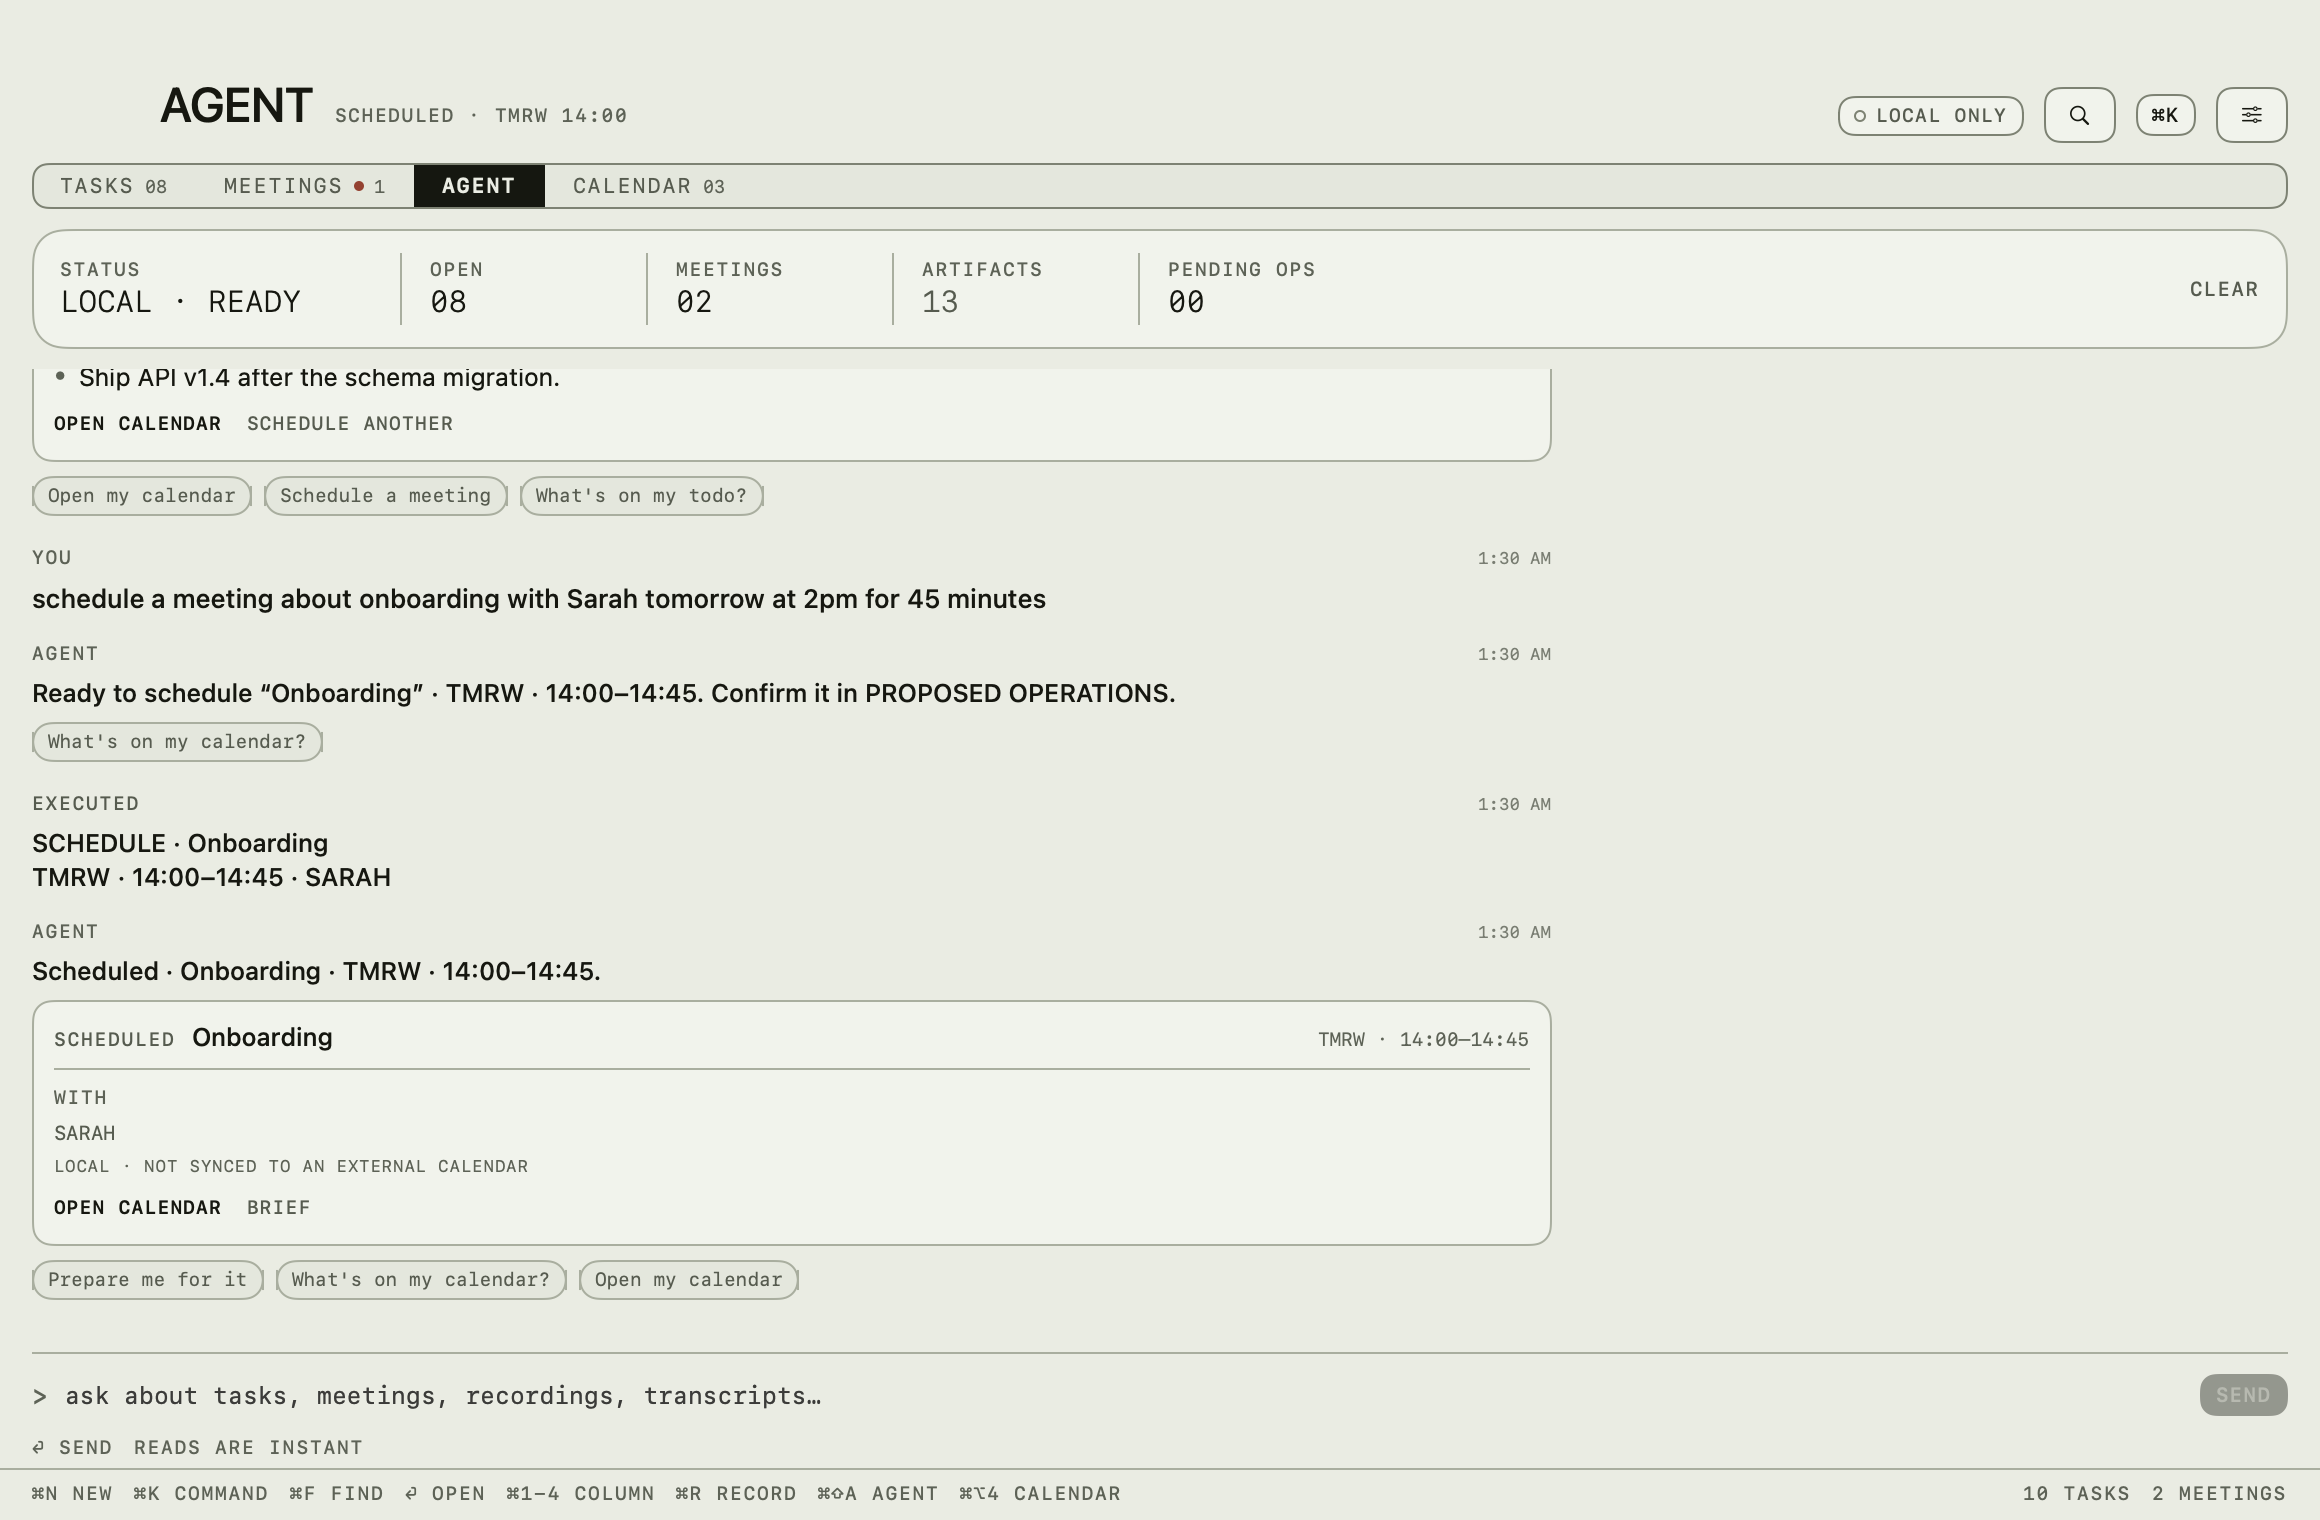 AGENT SCHEDULED · TMRW 14:00
LOCAL ONLY ⌘K
TASKS 08 MEETINGS 1 AGENT CALENDAR 03
STATUS OPEN MEETINGS ARTIFACTS PENDING OPS
LOCAL · READY 08 02 13 00 CLEAR
• Ship API v1.4 after the schema migration.
OPEN CALENDAR SCHEDULE ANOTHER
Open my calendar Schedule a meeting What's on my todo?
YOU 1:30 AM
schedule a meeting about onboarding with Sarah tomorrow at 2pm for 45 minutes
AGENT 1:30 AM
Ready to schedule “Onboarding” · TMRW · 14:00–14:45. Confirm it in PROPOSED OPERATIONS.
What's on my calendar?
EXECUTED 1:30 AM
SCHEDULE · Onboarding
TMRW · 14:00–14:45 · SARAH
AGENT 1:30 AM
Scheduled · Onboarding · TMRW · 14:00–14:45.
SCHEDULED Onboarding TMRW · 14:00–14:45
WITH
SARAH
LOCAL · NOT SYNCED TO AN EXTERNAL CALENDAR
OPEN CALENDAR BRIEF
Prepare me for it What's on my calendar? Open my calendar
> ask about tasks, meetings, recordings, transcripts… SEND
⏎ SEND READS ARE INSTANT
⌘N NEW ⌘K COMMAND ⌘F FIND ⏎ OPEN ⌘1–4 COLUMN ⌘R RECORD ⌘⇧A AGENT ⌘⌥4 CALENDAR 10 TASKS 2 MEETINGS